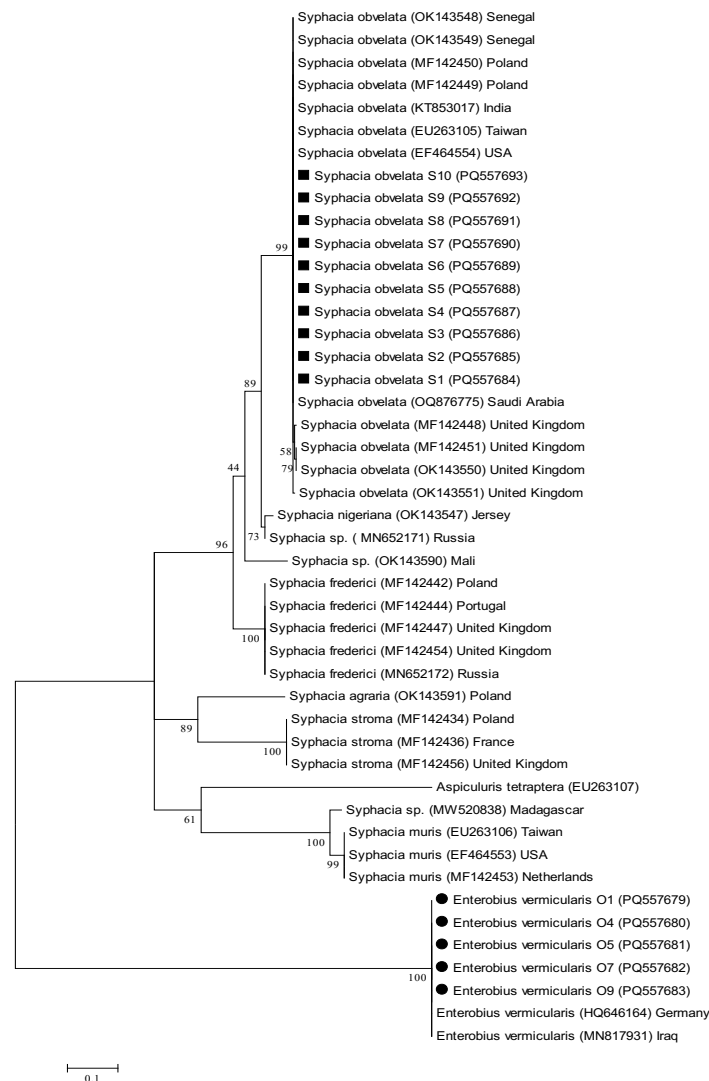 Syphacia obvelata (OK143548) Senegal
Syphacia obvelata (OK143549) Senegal
Syphacia obvelata (MF142450) Poland
Syphacia obvelata (MF142449) Poland
Syphacia obvelata (KT853017) India
Syphacia obvelata (EU263105) Taiwan
Syphacia obvelata (EF464554) USA
Syphacia obvelata S10 (PQ557693)
Syphacia obvelata S9 (PQ557692)
Syphacia obvelata S8 (PQ557691)
Syphacia obvelata S7 (PQ557690)
99
Syphacia obvelata S6 (PQ557689)
Syphacia obvelata S5 (PQ557688)
Syphacia obvelata S4 (PQ557687)
Syphacia obvelata S3 (PQ557686)
Syphacia obvelata S2 (PQ557685)
Syphacia obvelata S1 (PQ557684)
89
Syphacia obvelata (OQ876775) Saudi Arabia
Syphacia obvelata (MF142448) United Kingdom
Syphacia obvelata (MF142451) United Kingdom
58
Syphacia obvelata (OK143550) United Kingdom
79
44
Syphacia obvelata (OK143551) United Kingdom
Syphacia nigeriana (OK143547) Jersey
Syphacia sp. ( MN652171) Russia
73
96
Syphacia sp. (OK143590) Mali
Syphacia frederici (MF142442) Poland
Syphacia frederici (MF142444) Portugal
Syphacia frederici (MF142447) United Kingdom
100
Syphacia frederici (MF142454) United Kingdom
Syphacia frederici (MN652172) Russia
Syphacia agraria (OK143591) Poland
89
Syphacia stroma (MF142434) Poland
Syphacia stroma (MF142436) France
100
Syphacia stroma (MF142456) United Kingdom
Aspiculuris tetraptera (EU263107)
Syphacia sp. (MW520838) Madagascar
61
Syphacia muris (EU263106) Taiwan
100
Syphacia muris (EF464553) USA
99
Syphacia muris (MF142453) Netherlands
Enterobius vermicularis O1 (PQ557679)
Enterobius vermicularis O4 (PQ557680)
Enterobius vermicularis O5 (PQ557681)
Enterobius vermicularis O7 (PQ557682)
100
Enterobius vermicularis O9 (PQ557683)
Enterobius vermicularis (HQ646164) Germany
Enterobius vermicularis (MN817931) Iraq
0.1